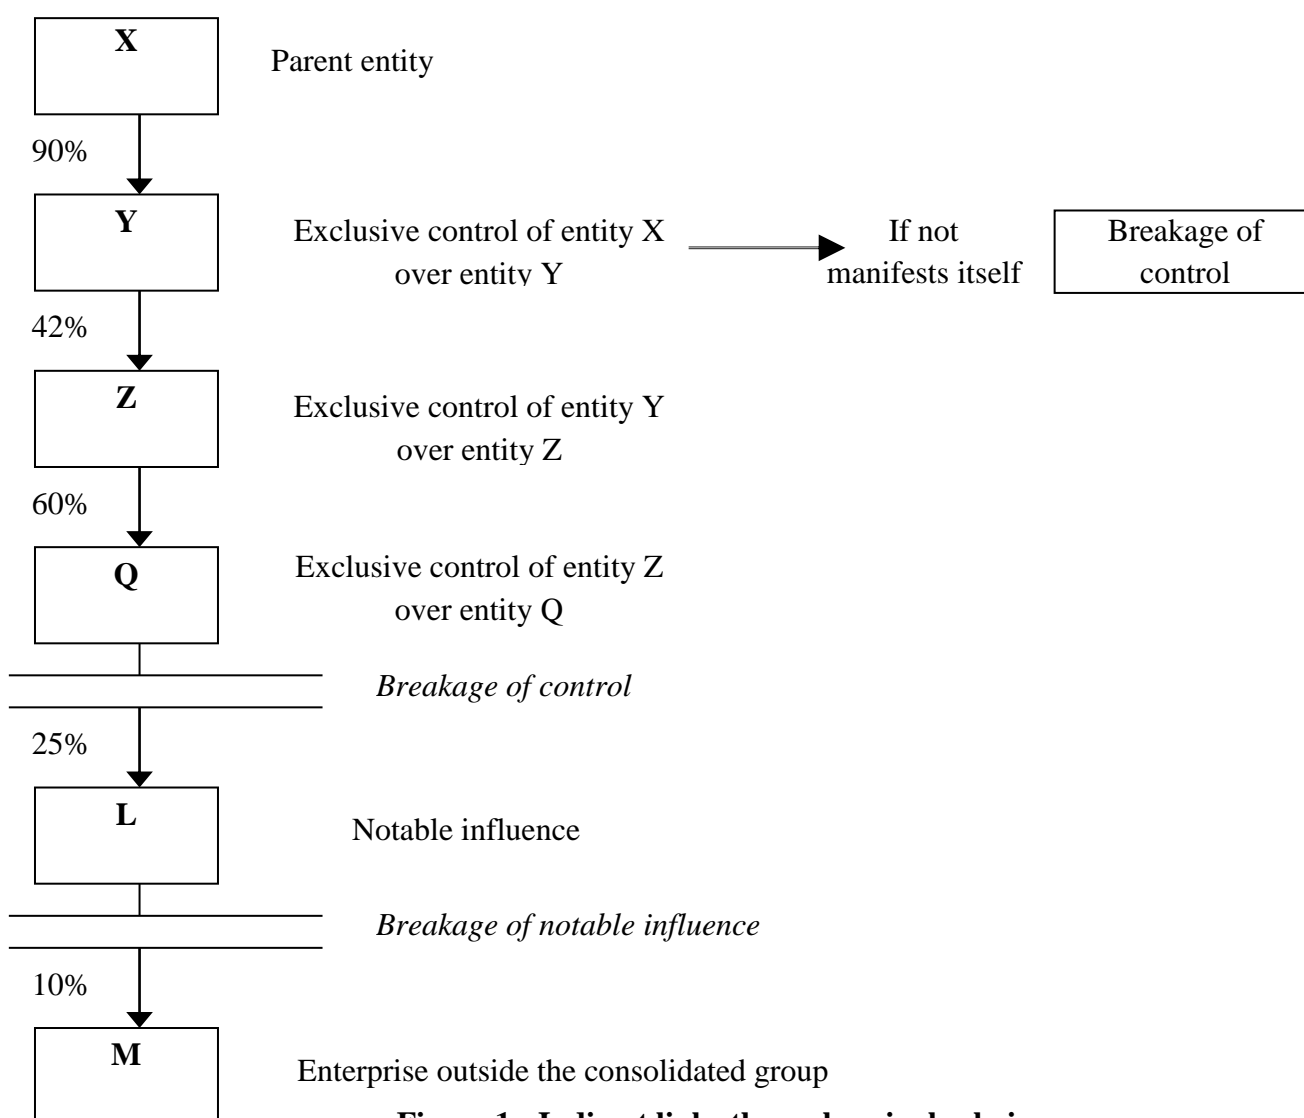 X
Parent entity
90%
Y
Exclusive control of entity X
over entity Y
If not
manifests itself
Breakage of
control
42%
Z
Exclusive control of entity Y
over entity Z
60%
Q
Exclusive control of entity Z
over entity Q
Breakage of control
25%
L
Notable influence
Breakage of notable influence
10%
M
Enterprise outside the consolidated group